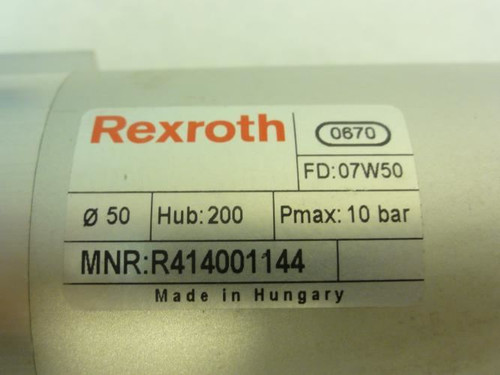 Rexroth
0670
FD:07W50
Ø 50 Hub:200 Pmax: 10 bar
MNR:R414001144
Made in Hungary